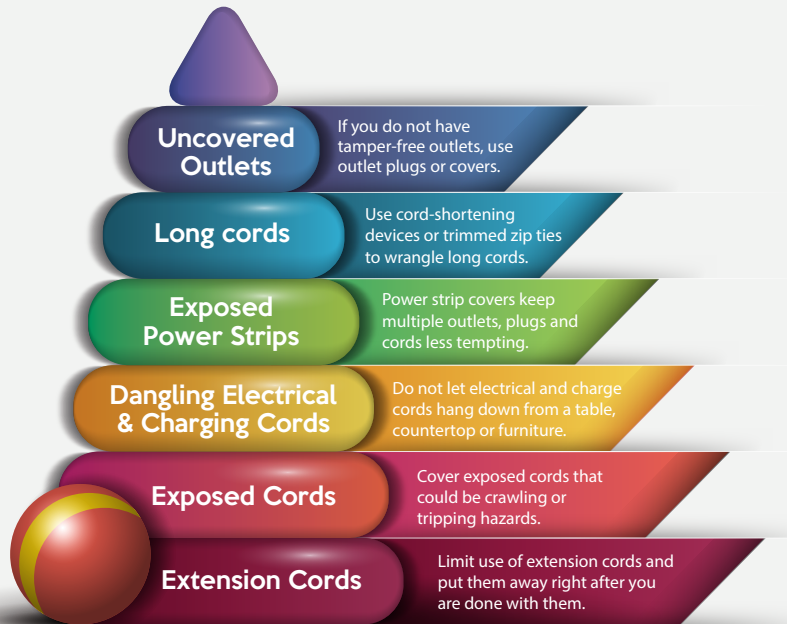 Uncovered
Outlets
If you do not have
tamper-free outlets, use
outlet plugs or covers.
Long cords
Use cord-shortening
devices or trimmed zip ties
to wrangle long cords.
Exposed
Power Strips
Power strip covers keep
multiple outlets, plugs and
cords less tempting.
Dangling Electrical
& Charging Cords
Do not let electrical and charge
cords hang down from a table,
countertop or furniture.
Exposed Cords
Cover exposed cords that
could be crawling or
tripping hazards.
Extension Cords
Limit use of extension cords and
put them away right after you
are done with them.